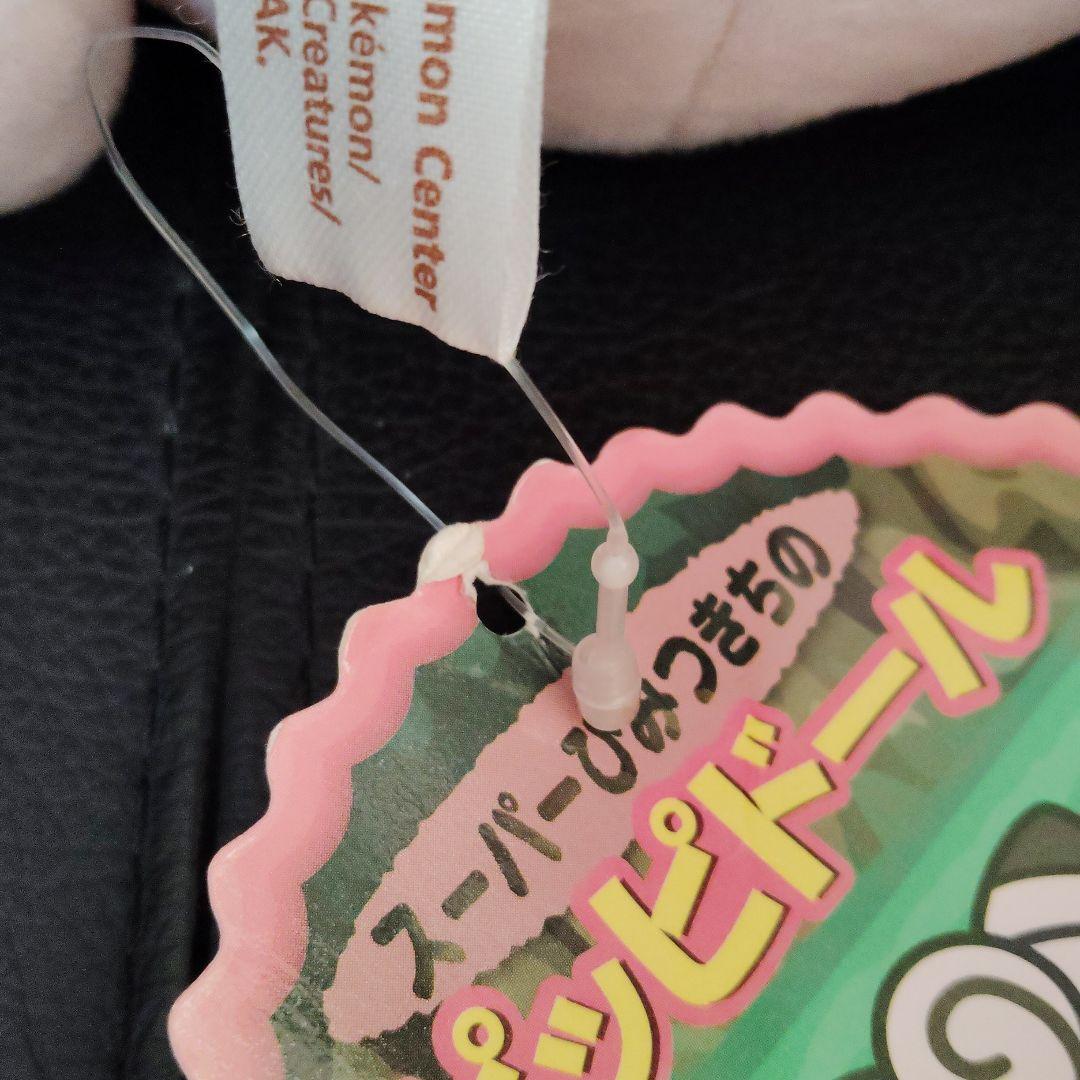 mon Center
kémon/
Creatures/
AK.
スーパーひみつきちの
ピッピドール